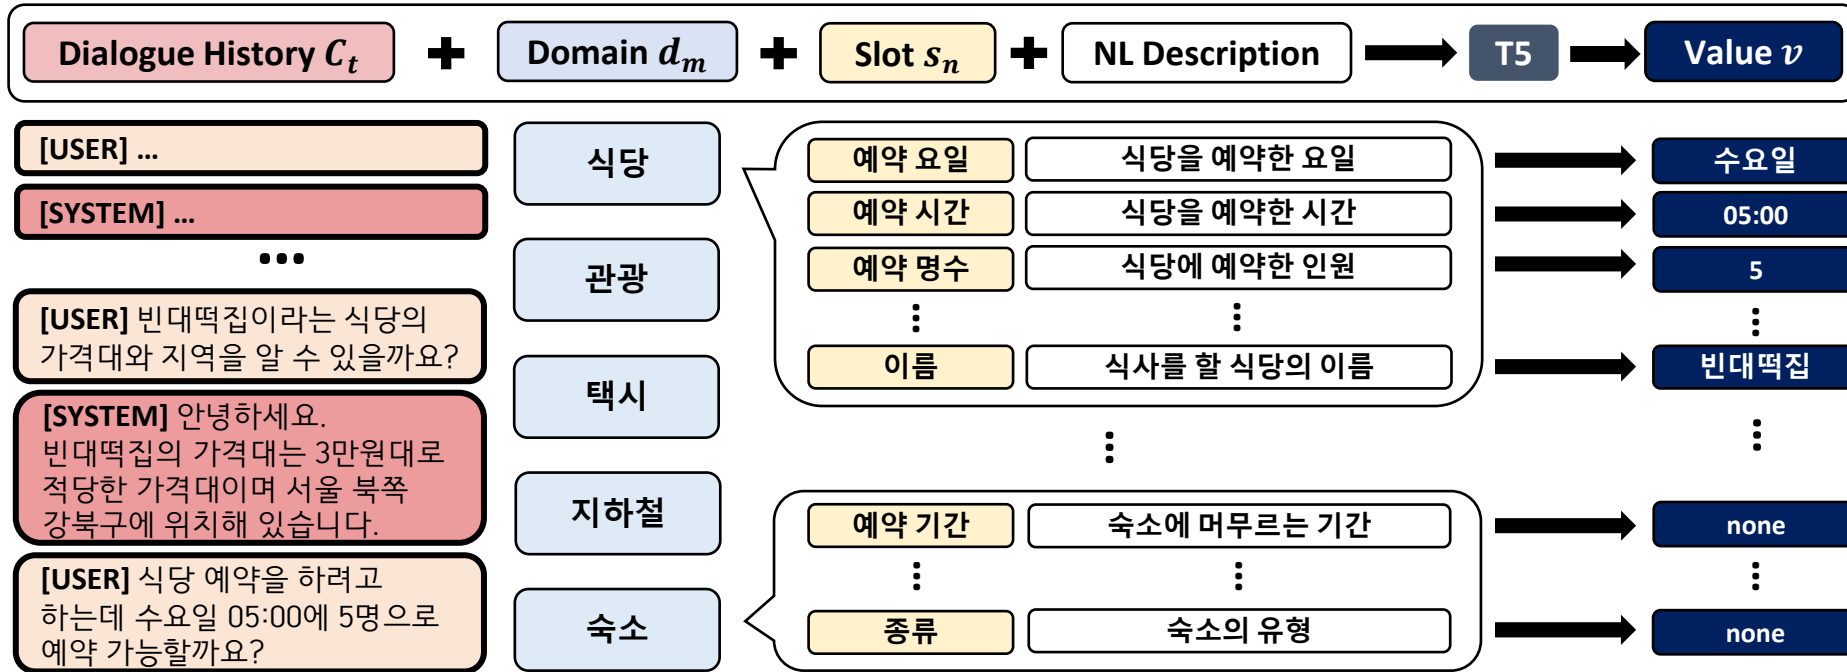 Dialogue History C_t + Domain d_m + Slot s_n + NL Description T5 Value v
[USER] ...
[SYSTEM] ...
...
[USER] 빈대떡집이라는 식당의
가격대와 지역을 알 수 있을까요?
[SYSTEM] 안녕하세요.
빈대떡집의 가격대는 3만원대로
적당한 가격대이며 서울 북쪽
강북구에 위치해 있습니다.
[USER] 식당 예약을 하려고
하는데 수요일 05:00에 5명으로
예약 가능할까요?
식당
관광
택시
지하철
숙소
예약 요일 식당을 예약한 요일 수요일
예약 시간 식당을 예약한 시간 05:00
예약 명수 식당에 예약한 인원 5
이름 식사를 할 식당의 이름 빈대떡집
예약 기간 숙소에 머무르는 기간 none
종류 숙소의 유형 none